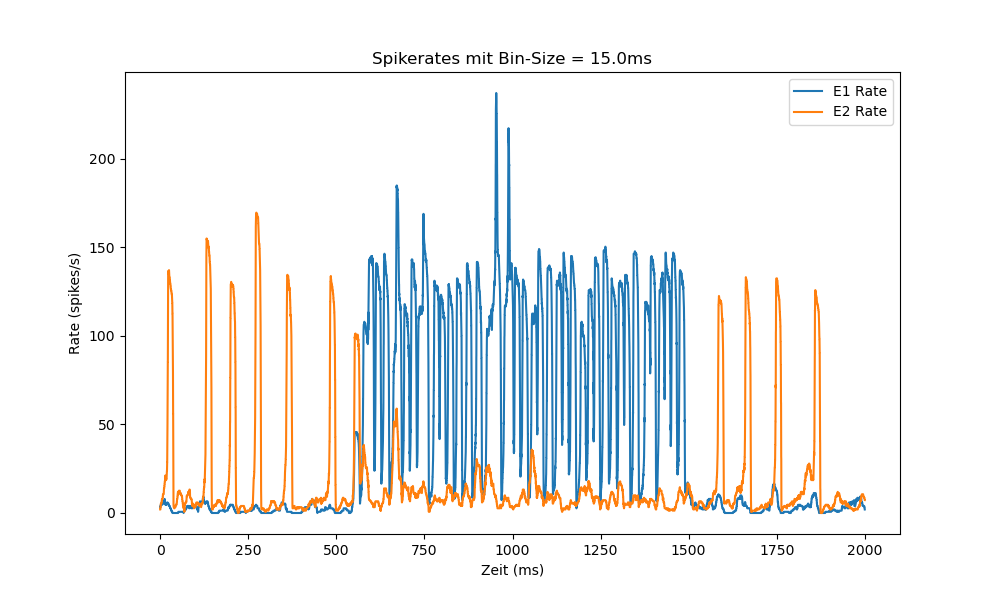 Spikerates mit Bin-Size = 15.0ms
E1 Rate
E2 Rate
Rate (spikes/s)
200
150
100
50
0
0 250 500 750 1000 1250 1500 1750 2000
Zeit (ms)